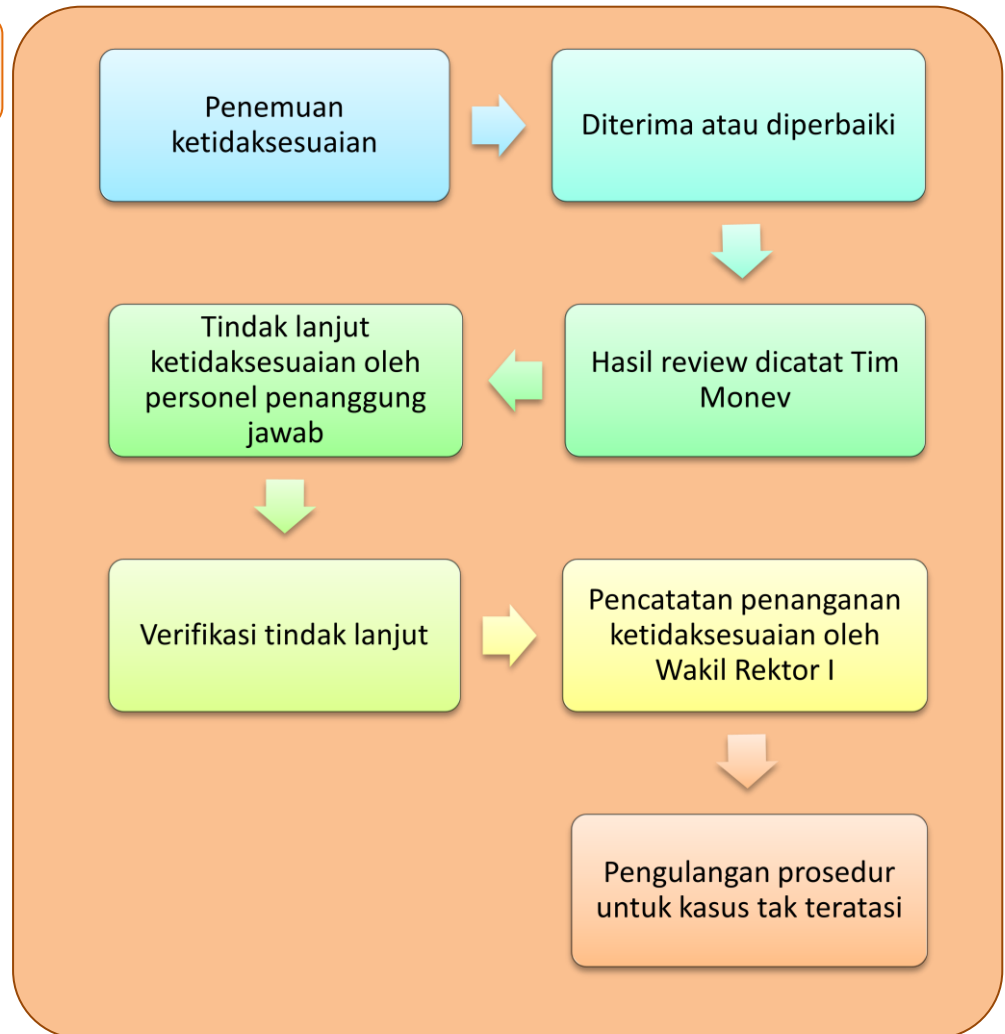 Penemuan
ketidaksesuaian
Diterima atau diperbaiki
Hasil review dicatat Tim
Monev
Tindak lanjut
ketidaksesuaian oleh
personel penanggung
jawab
Verifikasi tindak lanjut
Pencatatan penanganan
ketidaksesuaian oleh
Wakil Rektor I
Pengulangan prosedur
untuk kasus tak teratasi